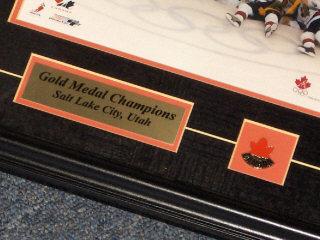 Gold Medal Champions
Salt Lake City, Utah